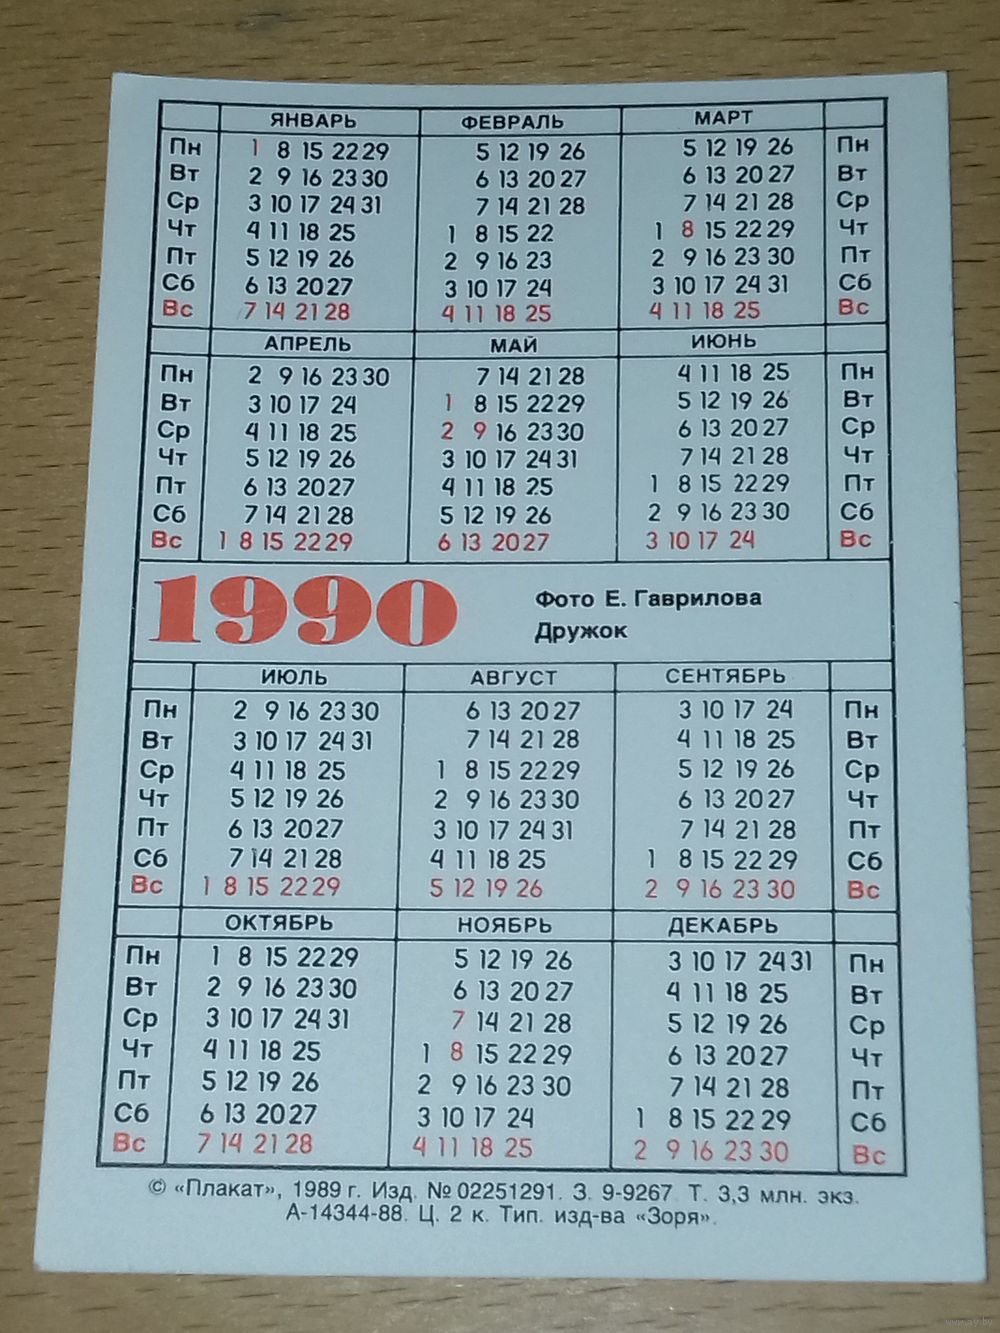 ЯНВАРЬ ФЕВРАЛЬ МАРТ
Пн 1 8 15 22 29 5 12 19 26 5 12 19 26 Пн
Вт 2 9 16 23 30 6 13 20 27 6 13 20 27 Вт
Ср 3 10 17 24 31 7 14 21 28 7 14 21 28 Ср
Чт 4 11 18 25 1 8 15 22 1 8 15 22 29 Чт
Пт 5 12 19 26 2 9 16 23 2 9 16 23 30 Пт
Сб 6 13 20 27 3 10 17 24 3 10 17 24 31 Сб
Вс 7 14 21 28 4 11 18 25 4 11 18 25 Вс
АПРЕЛЬ МАЙ ИЮНЬ
Пн 2 9 16 23 30 7 14 21 28 4 11 18 25 Пн
Вт 3 10 17 24 1 8 15 22 29 5 12 19 26 Вт
Ср 4 11 18 25 2 9 16 23 30 6 13 20 27 Ср
Чт 5 12 19 26 3 10 17 24 31 7 14 21 28 Чт
Пт 6 13 20 27 4 11 18 25 1 8 15 22 29 Пт
Сб 7 14 21 28 5 12 19 26 2 9 16 23 30 Сб
Вс 1 8 15 22 29 6 13 20 27 3 10 17 24 Вс
1990
Фото Е. Гаврилова
Дружок
ИЮЛЬ АВГУСТ СЕНТЯБРЬ
Пн 2 9 16 23 30 6 13 20 27 3 10 17 24 Пн
Вт 3 10 17 24 31 7 14 21 28 4 11 18 25 Вт
Ср 4 11 18 25 1 8 15 22 29 5 12 19 26 Ср
Чт 5 12 19 26 2 9 16 23 30 6 13 20 27 Чт
Пт 6 13 20 27 3 10 17 24 31 7 14 21 28 Пт
Сб 7 14 21 28 4 11 18 25 1 8 15 22 29 Сб
Вс 1 8 15 22 29 5 12 19 26 2 9 16 23 30 Вс
ОКТЯБРЬ НОЯБРЬ ДЕКАБРЬ
Пн 1 8 15 22 29 5 12 19 26 3 10 17 24 31 Пн
Вт 2 9 16 23 30 6 13 20 27 4 11 18 25 Вт
Ср 3 10 17 24 31 7 14 21 28 5 12 19 26 Ср
Чт 4 11 18 25 1 8 15 22 29 6 13 20 27 Чт
Пт 5 12 19 26 2 9 16 23 30 7 14 21 28 Пт
Сб 6 13 20 27 3 10 17 24 1 8 15 22 29 Сб
Вс 7 14 21 28 4 11 18 25 2 9 16 23 30 Вс
© «Плакат», 1989 г. Изд. № 02251291. З. 9-9267. Т. 3,3 млн. экз.
А-14344-88. Ц. 2 к. Тип. изд-ва «Зоря».
www.ay.by